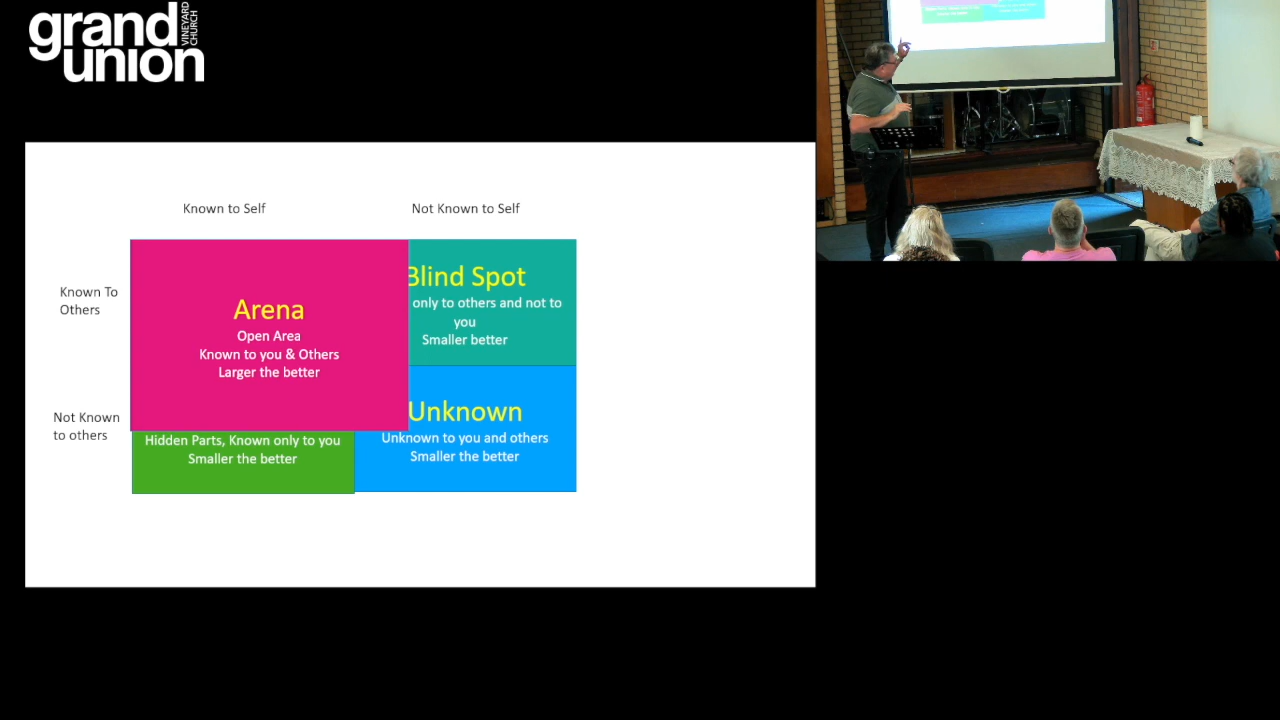 grand
union
VINEYARD
CHURCH
Known to Self
Not Known to Self
Known To
Others
Arena
Open Area
Known to you & Others
Larger the better
Blind Spot
only to others and not to
you
Smaller better
Not Known
to others
Hidden Parts, Known only to you
Smaller the better
Unknown
Unknown to you and others
Smaller the better